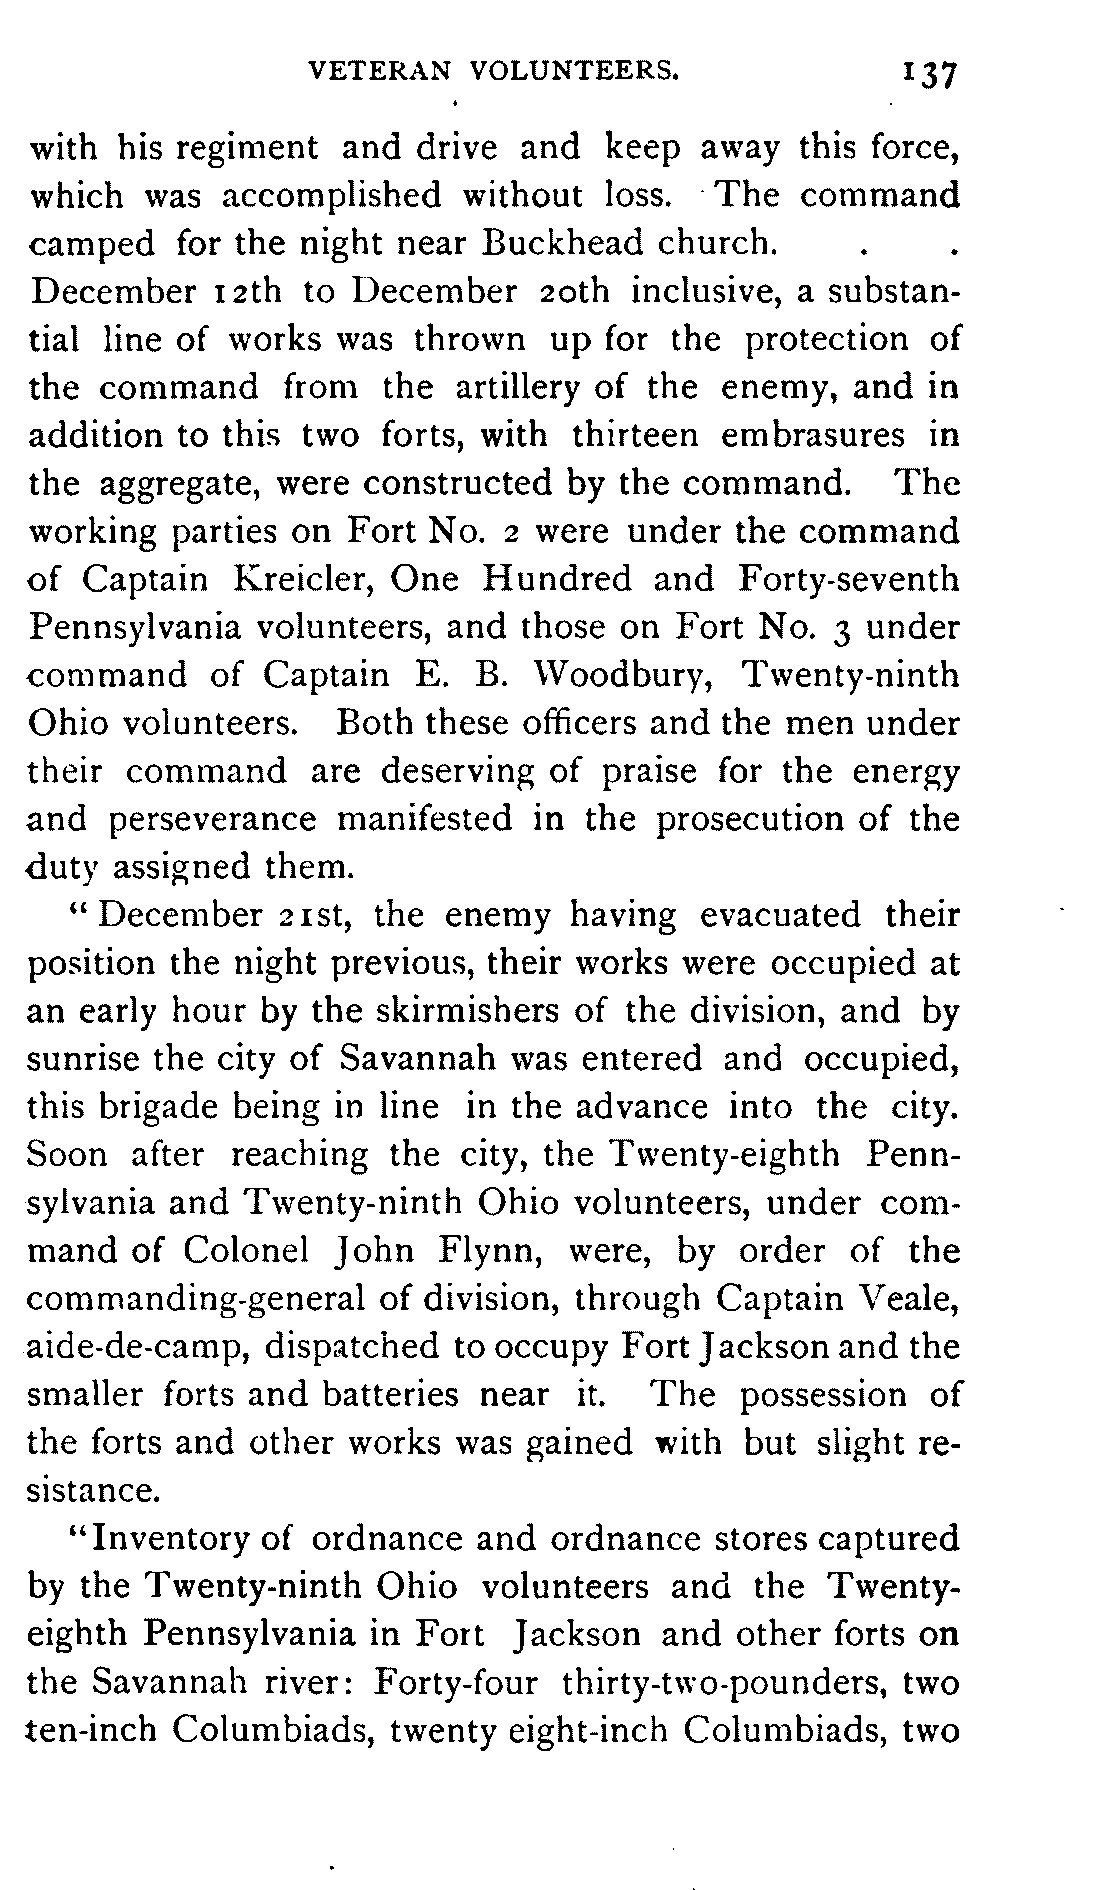 VETERAN VOLUNTEERS. 137
with his regiment and drive and keep away this force,
which was accomplished without loss. The command
camped for the night near Buckhead church. . .
December 12th to December 20th inclusive, a substan-
tial line of works was thrown up for the protection of
the command from the artillery of the enemy, and in
addition to this two forts, with thirteen embrasures in
the aggregate, were constructed by the command. The
working parties on Fort No. 2 were under the command
of Captain Kreicler, One Hundred and Forty-seventh
Pennsylvania volunteers, and those on Fort No. 3 under
command of Captain E. B. Woodbury, Twenty-ninth
Ohio volunteers. Both these officers and the men under
their command are deserving of praise for the energy
and perseverance manifested in the prosecution of the
duty assigned them.
" December 21st, the enemy having evacuated their
position the night previous, their works were occupied at
an early hour by the skirmishers of the division, and by
sunrise the city of Savannah was entered and occupied,
this brigade being in line in the advance into the city.
Soon after reaching the city, the Twenty-eighth Penn-
sylvania and Twenty-ninth Ohio volunteers, under com-
mand of Colonel John Flynn, were, by order of the
commanding-general of division, through Captain Veale,
aide-de-camp, dispatched to occupy Fort Jackson and the
smaller forts and batteries near it. The possession of
the forts and other works was gained with but slight re-
sistance.
"Inventory of ordnance and ordnance stores captured
by the Twenty-ninth Ohio volunteers and the Twenty-
eighth Pennsylvania in Fort Jackson and other forts on
the Savannah river: Forty-four thirty-two-pounders, two
ten-inch Columbiads, twenty eight-inch Columbiads, two